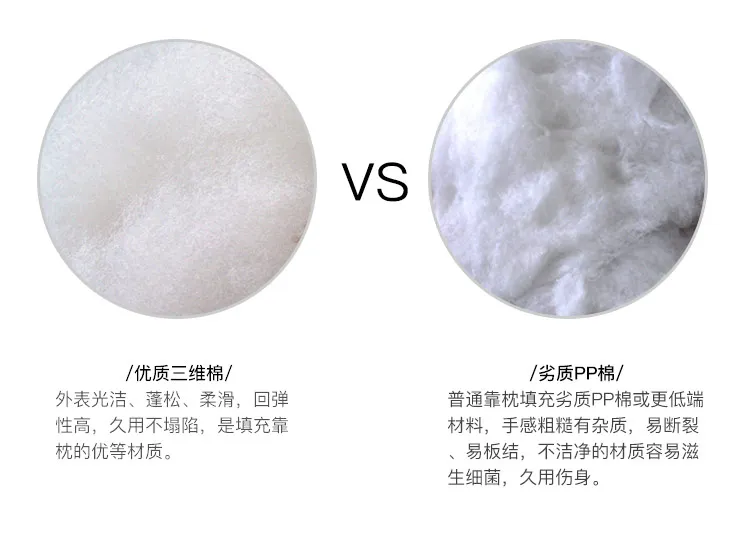 VS
/优质三维棉/
外表光洁、蓬松、柔滑，回弹
性高，久用不塌陷，是填充靠
枕的优等材质。
/劣质PP棉/
普通靠枕填充劣质PP棉或更低端
材料，手感粗糙有杂质，易断裂
、易板结，不洁净的材质容易滋
生细菌，久用伤身。